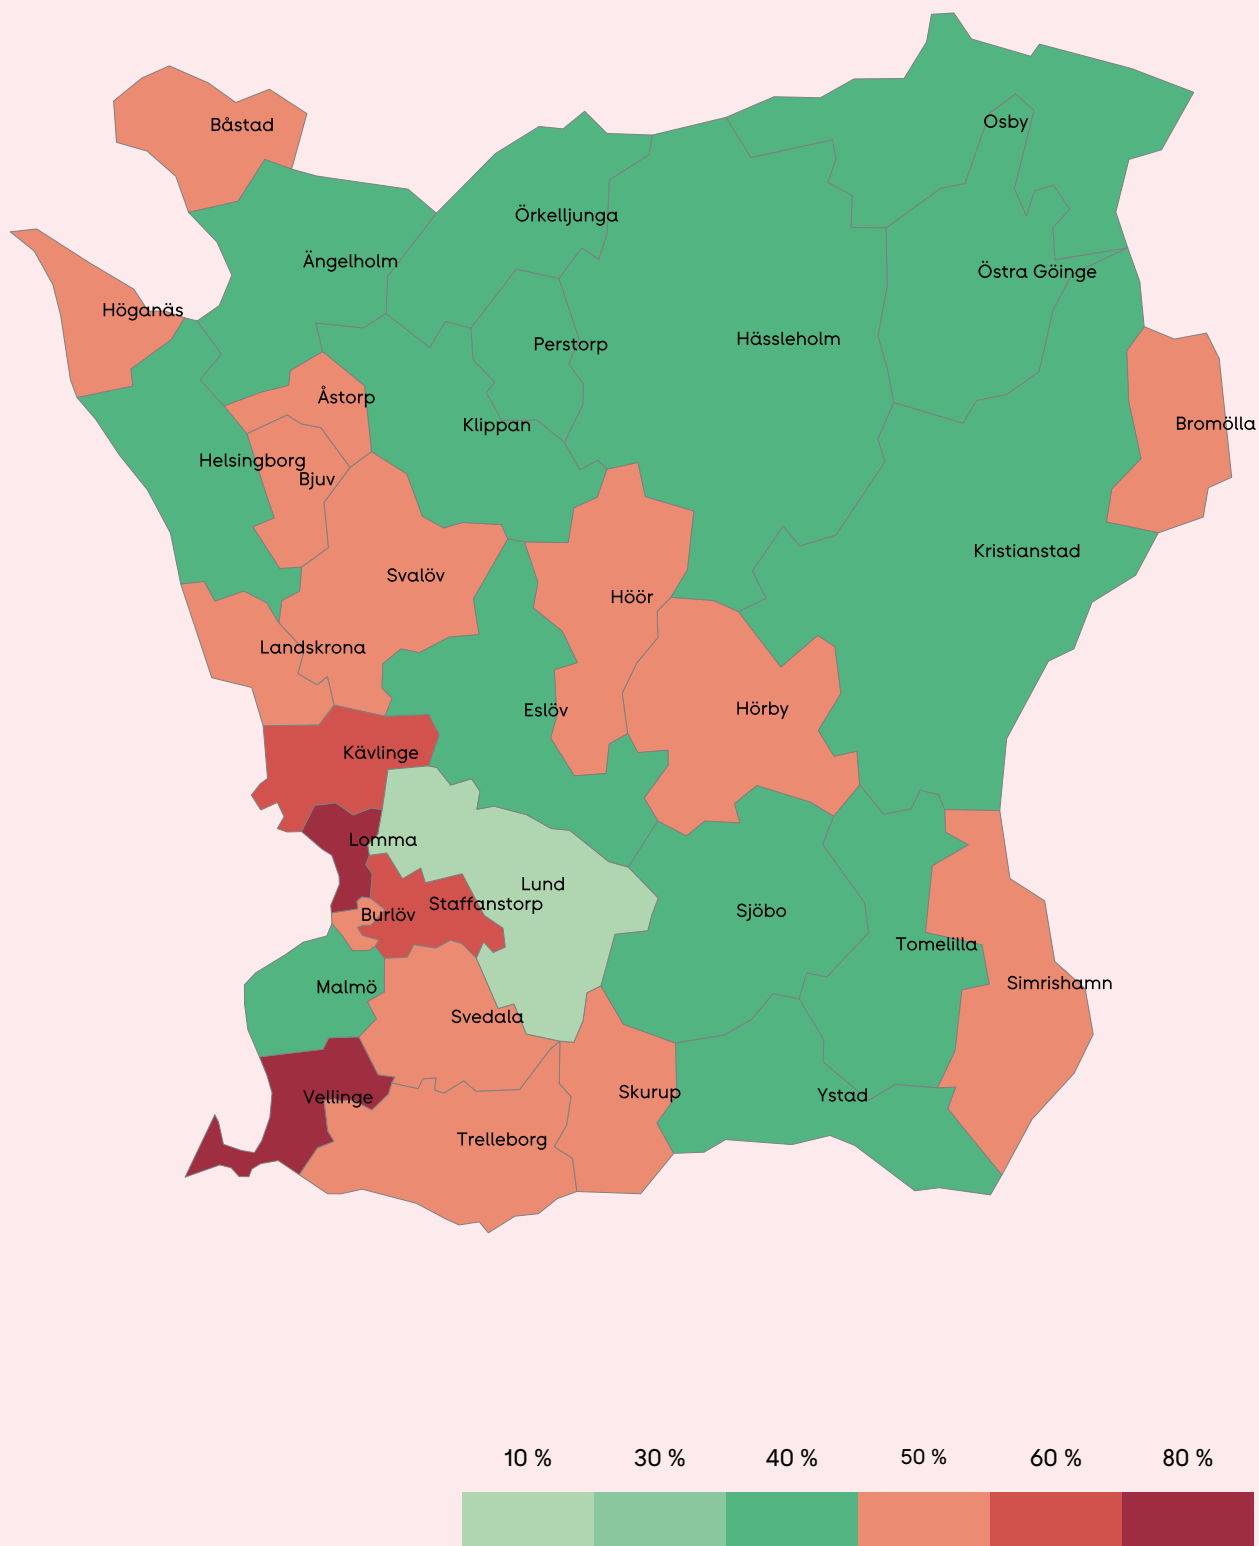 Osby
Båstad
Örkelljunga
Ängelholm
Östra Göinge
Höganäs
Hässleholm
Perstorp
Åstorp
Bromölla
Klippan
Helsingborg
Bjuv
Kristianstad
Svalöv
Höör
Landskrona
Hörby
Eslöv
Kävlinge
Lomma
Lund
Staffanstorp
Sjöbo
Burlöv
Tomelilla
Simrishamn
Malmö
Svedala
Skurup
Ystad
Vellinge
Trelleborg
10 % 30 % 40 % 50 % 60 % 80 %